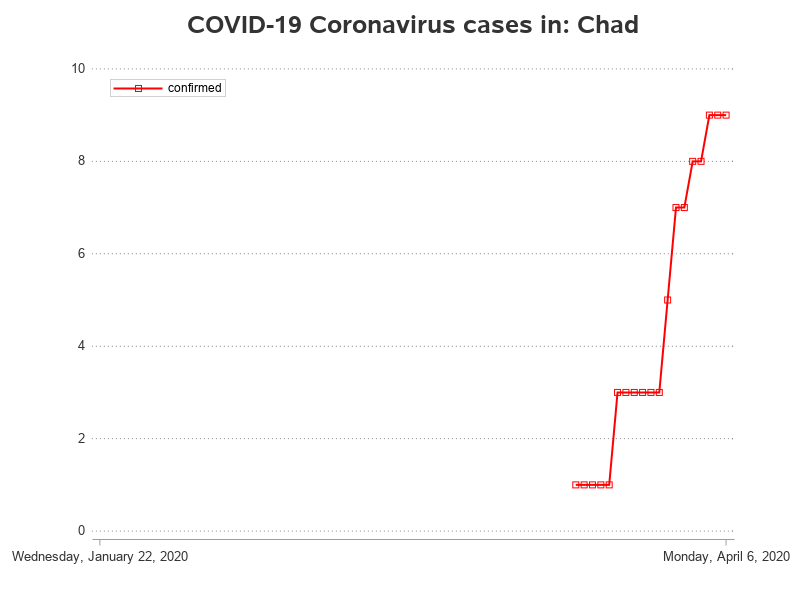 COVID-19 Coronavirus cases in: Chad
10
confirmed
8
6
4
2
0
Wednesday, January 22, 2020
Monday, April 6, 2020